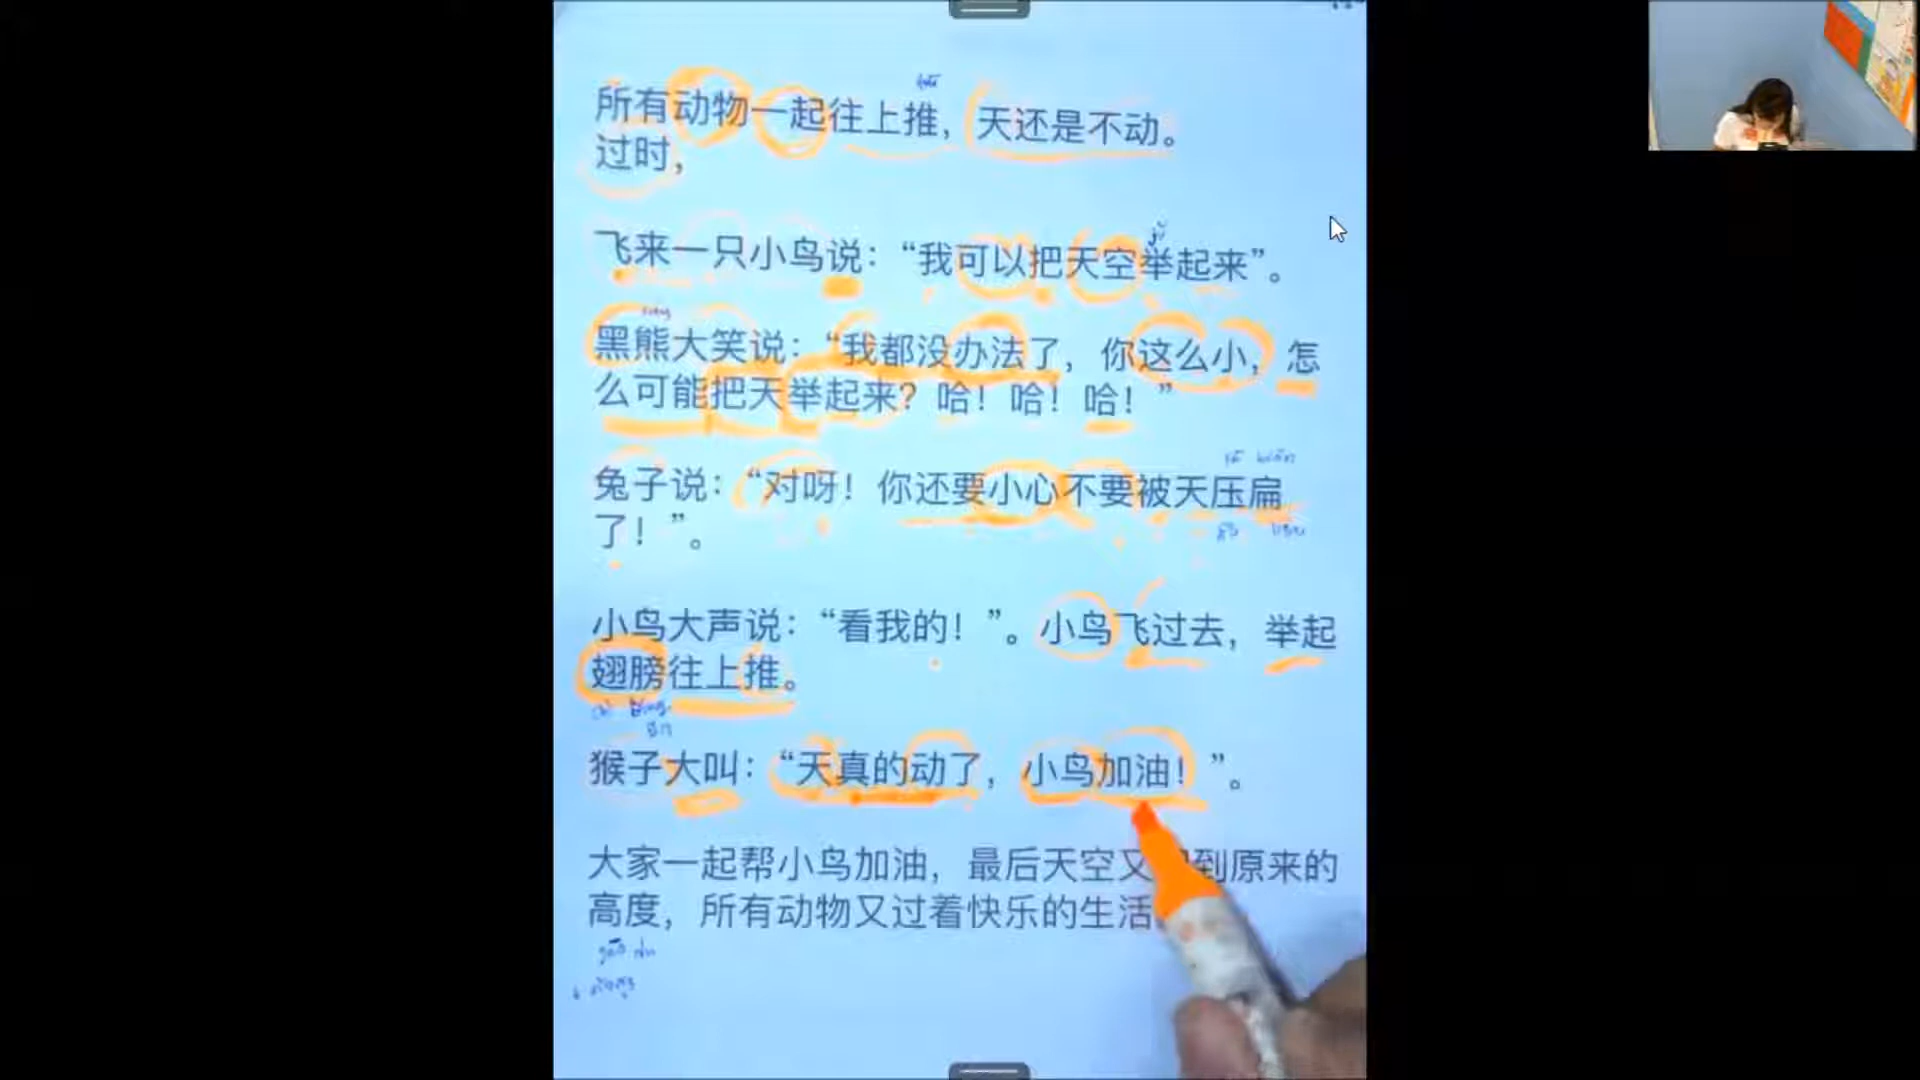 所有动物一起往上推，天还是不动。
过时，
飞来一只小鸟说：“我可以把天空举起来”。
黑熊大笑说：“我都没办法了，你这么小，怎
么可能把天举起来？哈！哈！哈！”
兔子说：“对呀！你还要小心不要被天压扁
了！”。
小鸟大声说：“看我的！”。小鸟飞过去，举起
翅膀往上推。
猴子大叫：“天真的动了，小鸟加油！”。
大家一起帮小鸟加油，最后天空又到原来的
高度，所有动物又过着快乐的生活